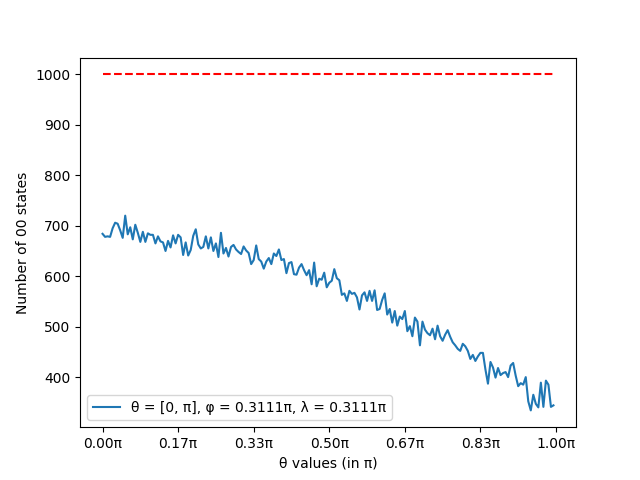 1000
900
800
700
600
500
400
Number of 00 states
θ = [0, π], φ = 0.3111π, λ = 0.3111π
0.00π 0.17π 0.33π 0.50π 0.67π 0.83π 1.00π
θ values (in π)